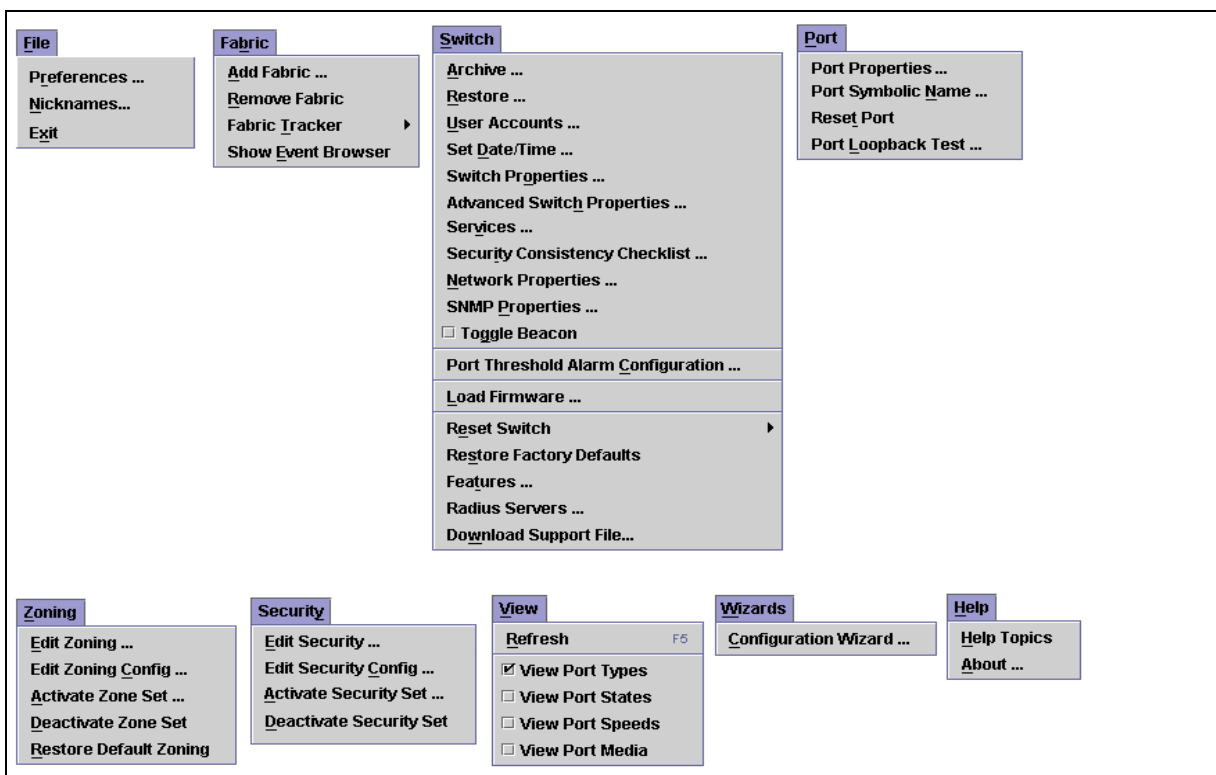 File
Preferences ...
Nicknames...
Exit
Fabric
Add Fabric ...
Remove Fabric
Fabric Tracker
Show Event Browser
Switch
Archive ...
Restore ...
User Accounts ...
Set Date/Time ...
Switch Properties ...
Advanced Switch Properties ...
Services ...
Security Consistency Checklist ...
Network Properties ...
SNMP Properties ...
Toggle Beacon
Port Threshold Alarm Configuration ...
Load Firmware ...
Reset Switch
Restore Factory Defaults
Features ...
Radius Servers ...
Download Support File...
Port
Port Properties ...
Port Symbolic Name ...
Reset Port
Port Loopback Test ...
Zoning
Edit Zoning ...
Edit Zoning Config ...
Activate Zone Set ...
Deactivate Zone Set
Restore Default Zoning
Security
Edit Security ...
Edit Security Config ...
Activate Security Set ...
Deactivate Security Set
View
Refresh F5
View Port Types
View Port States
View Port Speeds
View Port Media
Wizards
Configuration Wizard ...
Help
Help Topics
About ...